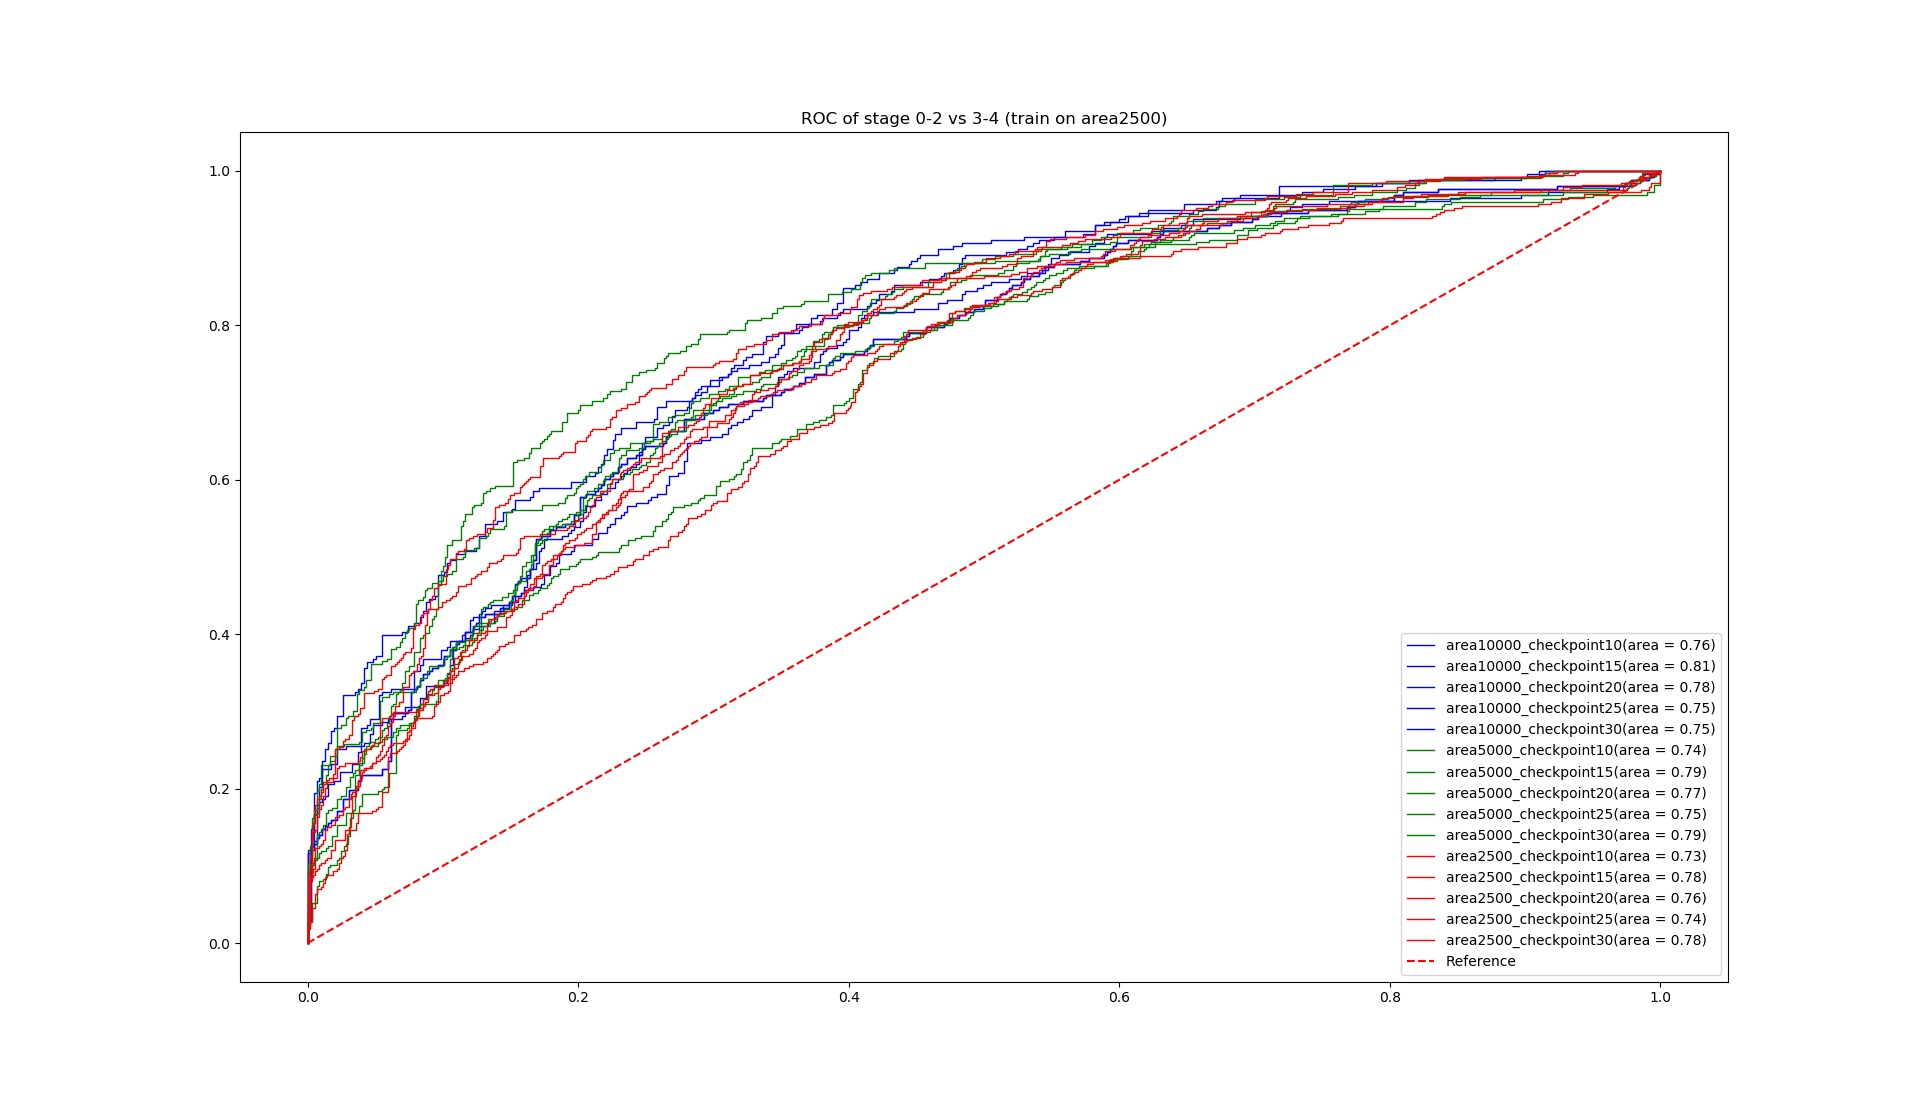 ROC of stage 0-2 vs 3-4 (train on area2500)
1.0
0.8
0.6
0.4
0.2
0.0
0.0 0.2 0.4 0.6 0.8 1.0
area10000_checkpoint10(area = 0.76)
area10000_checkpoint15(area = 0.81)
area10000_checkpoint20(area = 0.78)
area10000_checkpoint25(area = 0.75)
area10000_checkpoint30(area = 0.75)
area5000_checkpoint10(area = 0.74)
area5000_checkpoint15(area = 0.79)
area5000_checkpoint20(area = 0.77)
area5000_checkpoint25(area = 0.75)
area5000_checkpoint30(area = 0.79)
area2500_checkpoint10(area = 0.73)
area2500_checkpoint15(area = 0.78)
area2500_checkpoint20(area = 0.76)
area2500_checkpoint25(area = 0.74)
area2500_checkpoint30(area = 0.78)
Reference